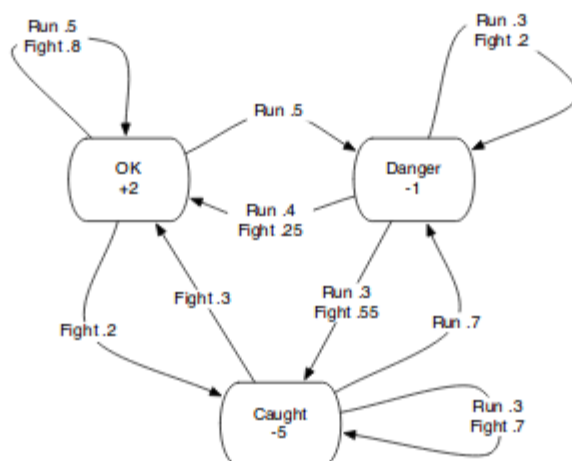 Run .5
Fight .8
Run .3
Fight .2
Run .5
OK
+2
Danger
-1
Run .4
Fight .25
Fight .3
Run .3
Fight .55
Fight .2
Run .7
Caught
-5
Run .3
Fight .7